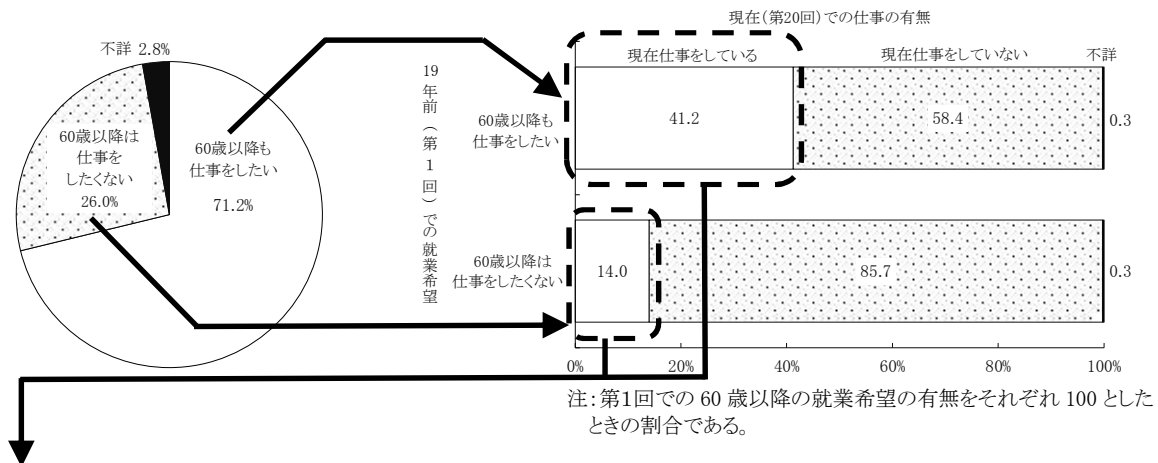 現在(第20回)での仕事の有無
不詳 2.8%
60歳以降は
仕事を
したくない
26.0%
60歳以降も
仕事をしたい
71.2%
19年前(第1回)での就業希望
現在仕事をしている
現在仕事をしていない
不詳
60歳以降も
仕事をしたい
41.2
58.4
0.3
60歳以降は
仕事をしたくない
14.0
85.7
0.3
0%
20%
40%
60%
80%
100%
注:第1回での 60 歳以降の就業希望の有無をそれぞれ 100 とした
ときの割合である。